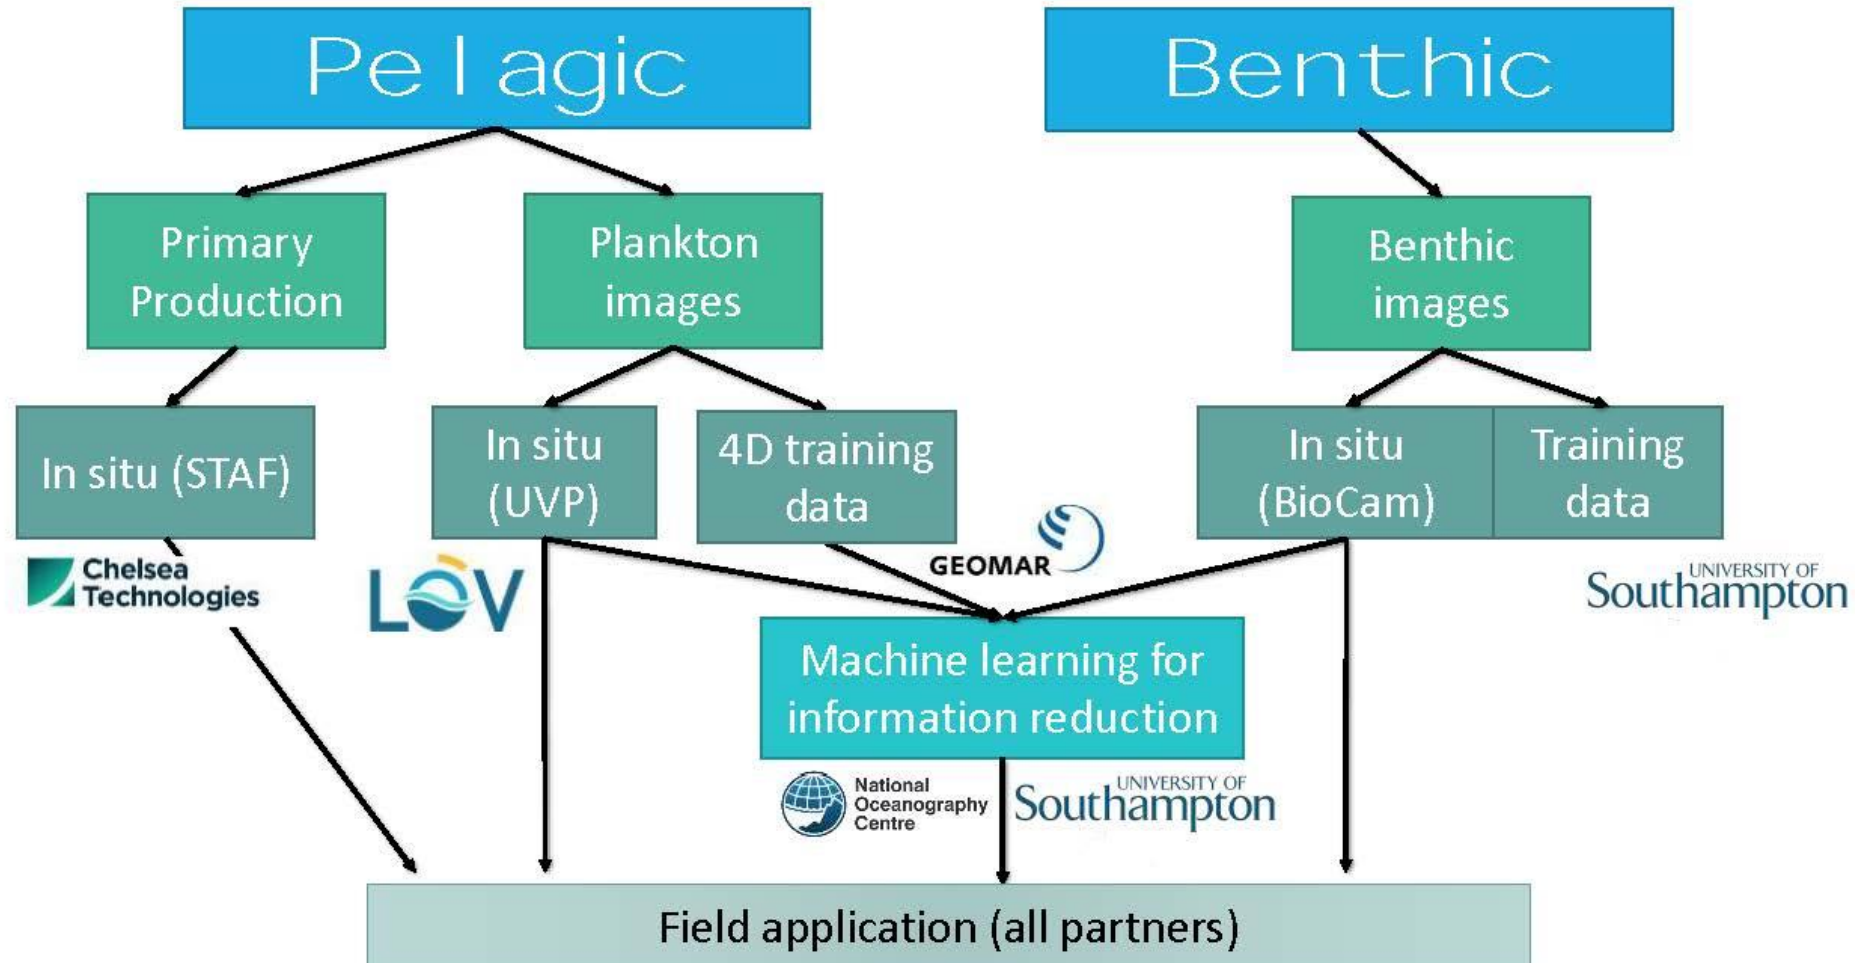 Pelagic
Benthic
Primary
Production
Plankton
images
Benthic
images
In situ (STAF)
In situ
(UVP)
4D training
data
In situ
(BioCam)
Training
data
Chelsea
Technologies
LOV
GEOMAR
UNIVERSITY OF
Southampton
Machine learning for
information reduction
National
Oceanography
Centre
UNIVERSITY OF
Southampton
Field application (all partners)